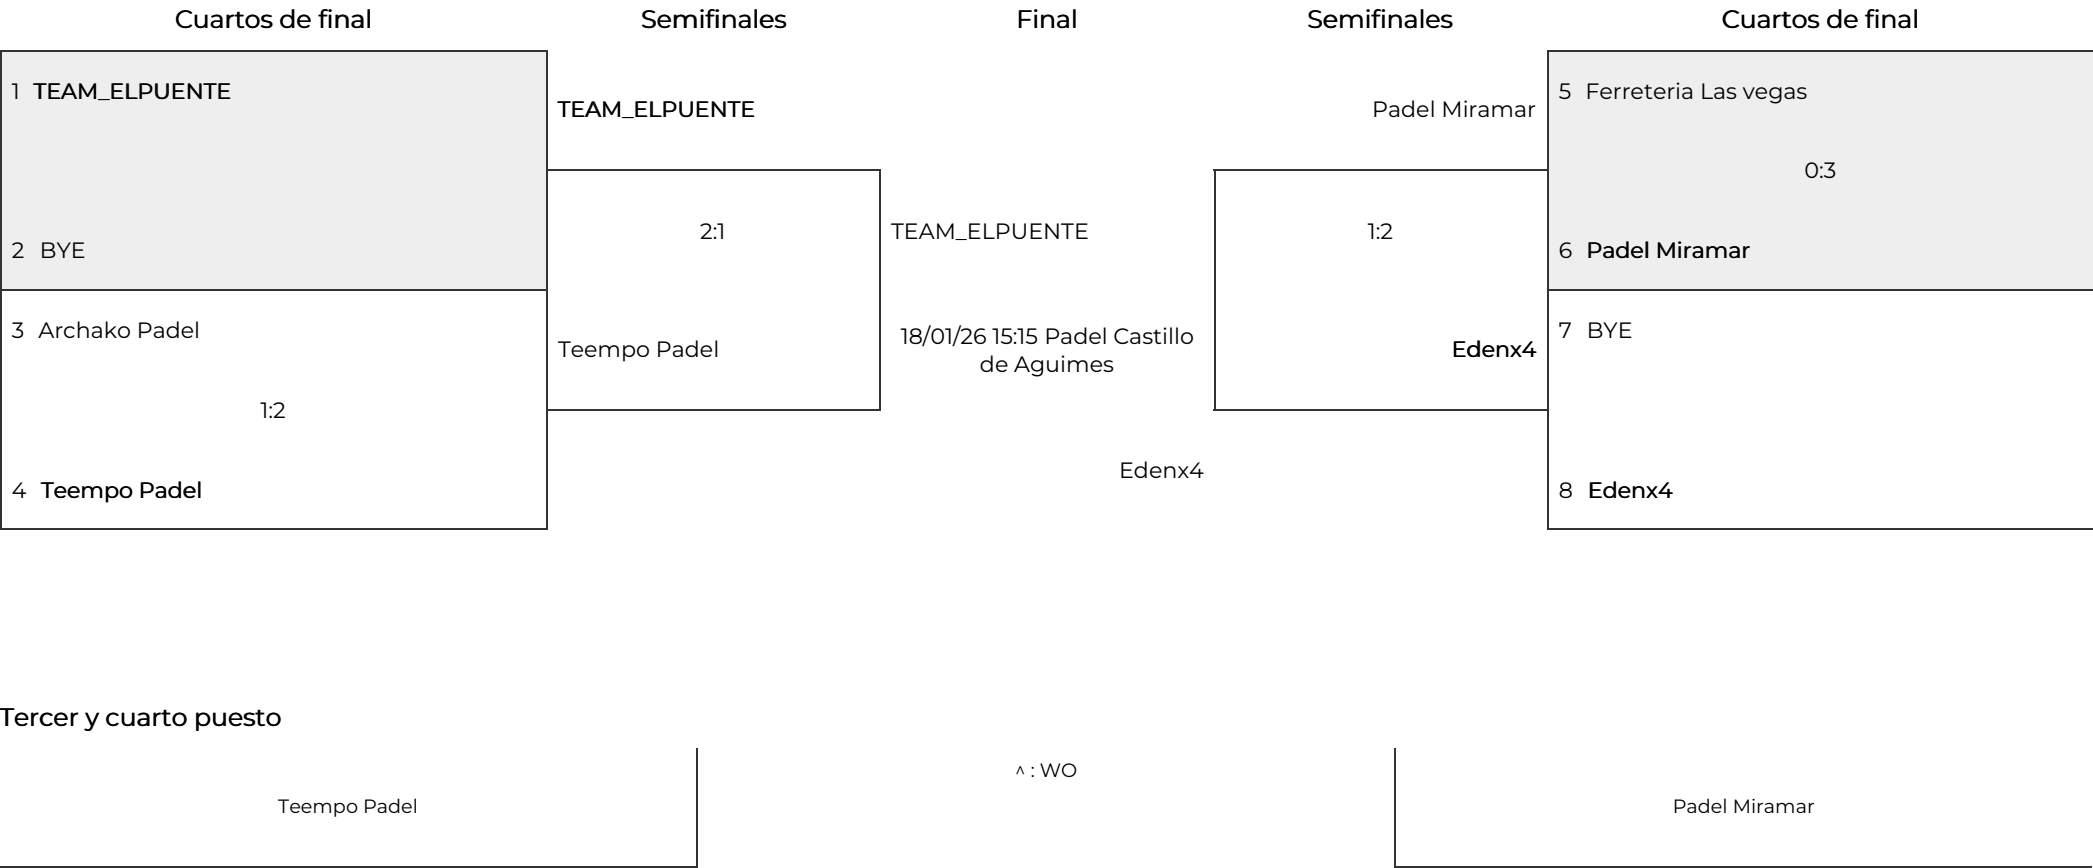 Cuartos de final
Semifinales
Final
Semifinales
Cuartos de final
1 TEAM_ELPUENTE
2 BYE
3 Archako Padel
1:2
4 Teempo Padel
TEAM_ELPUENTE
2:1
Teempo Padel
TEAM_ELPUENTE
18/01/26 15:15 Padel Castillo
de Aguimes
Edenx4
Padel Miramar
1:2
Edenx4
5 Ferreteria Las vegas
0:3
6 Padel Miramar
7 BYE
8 Edenx4
Tercer y cuarto puesto
Teempo Padel
^ : WO
Padel Miramar